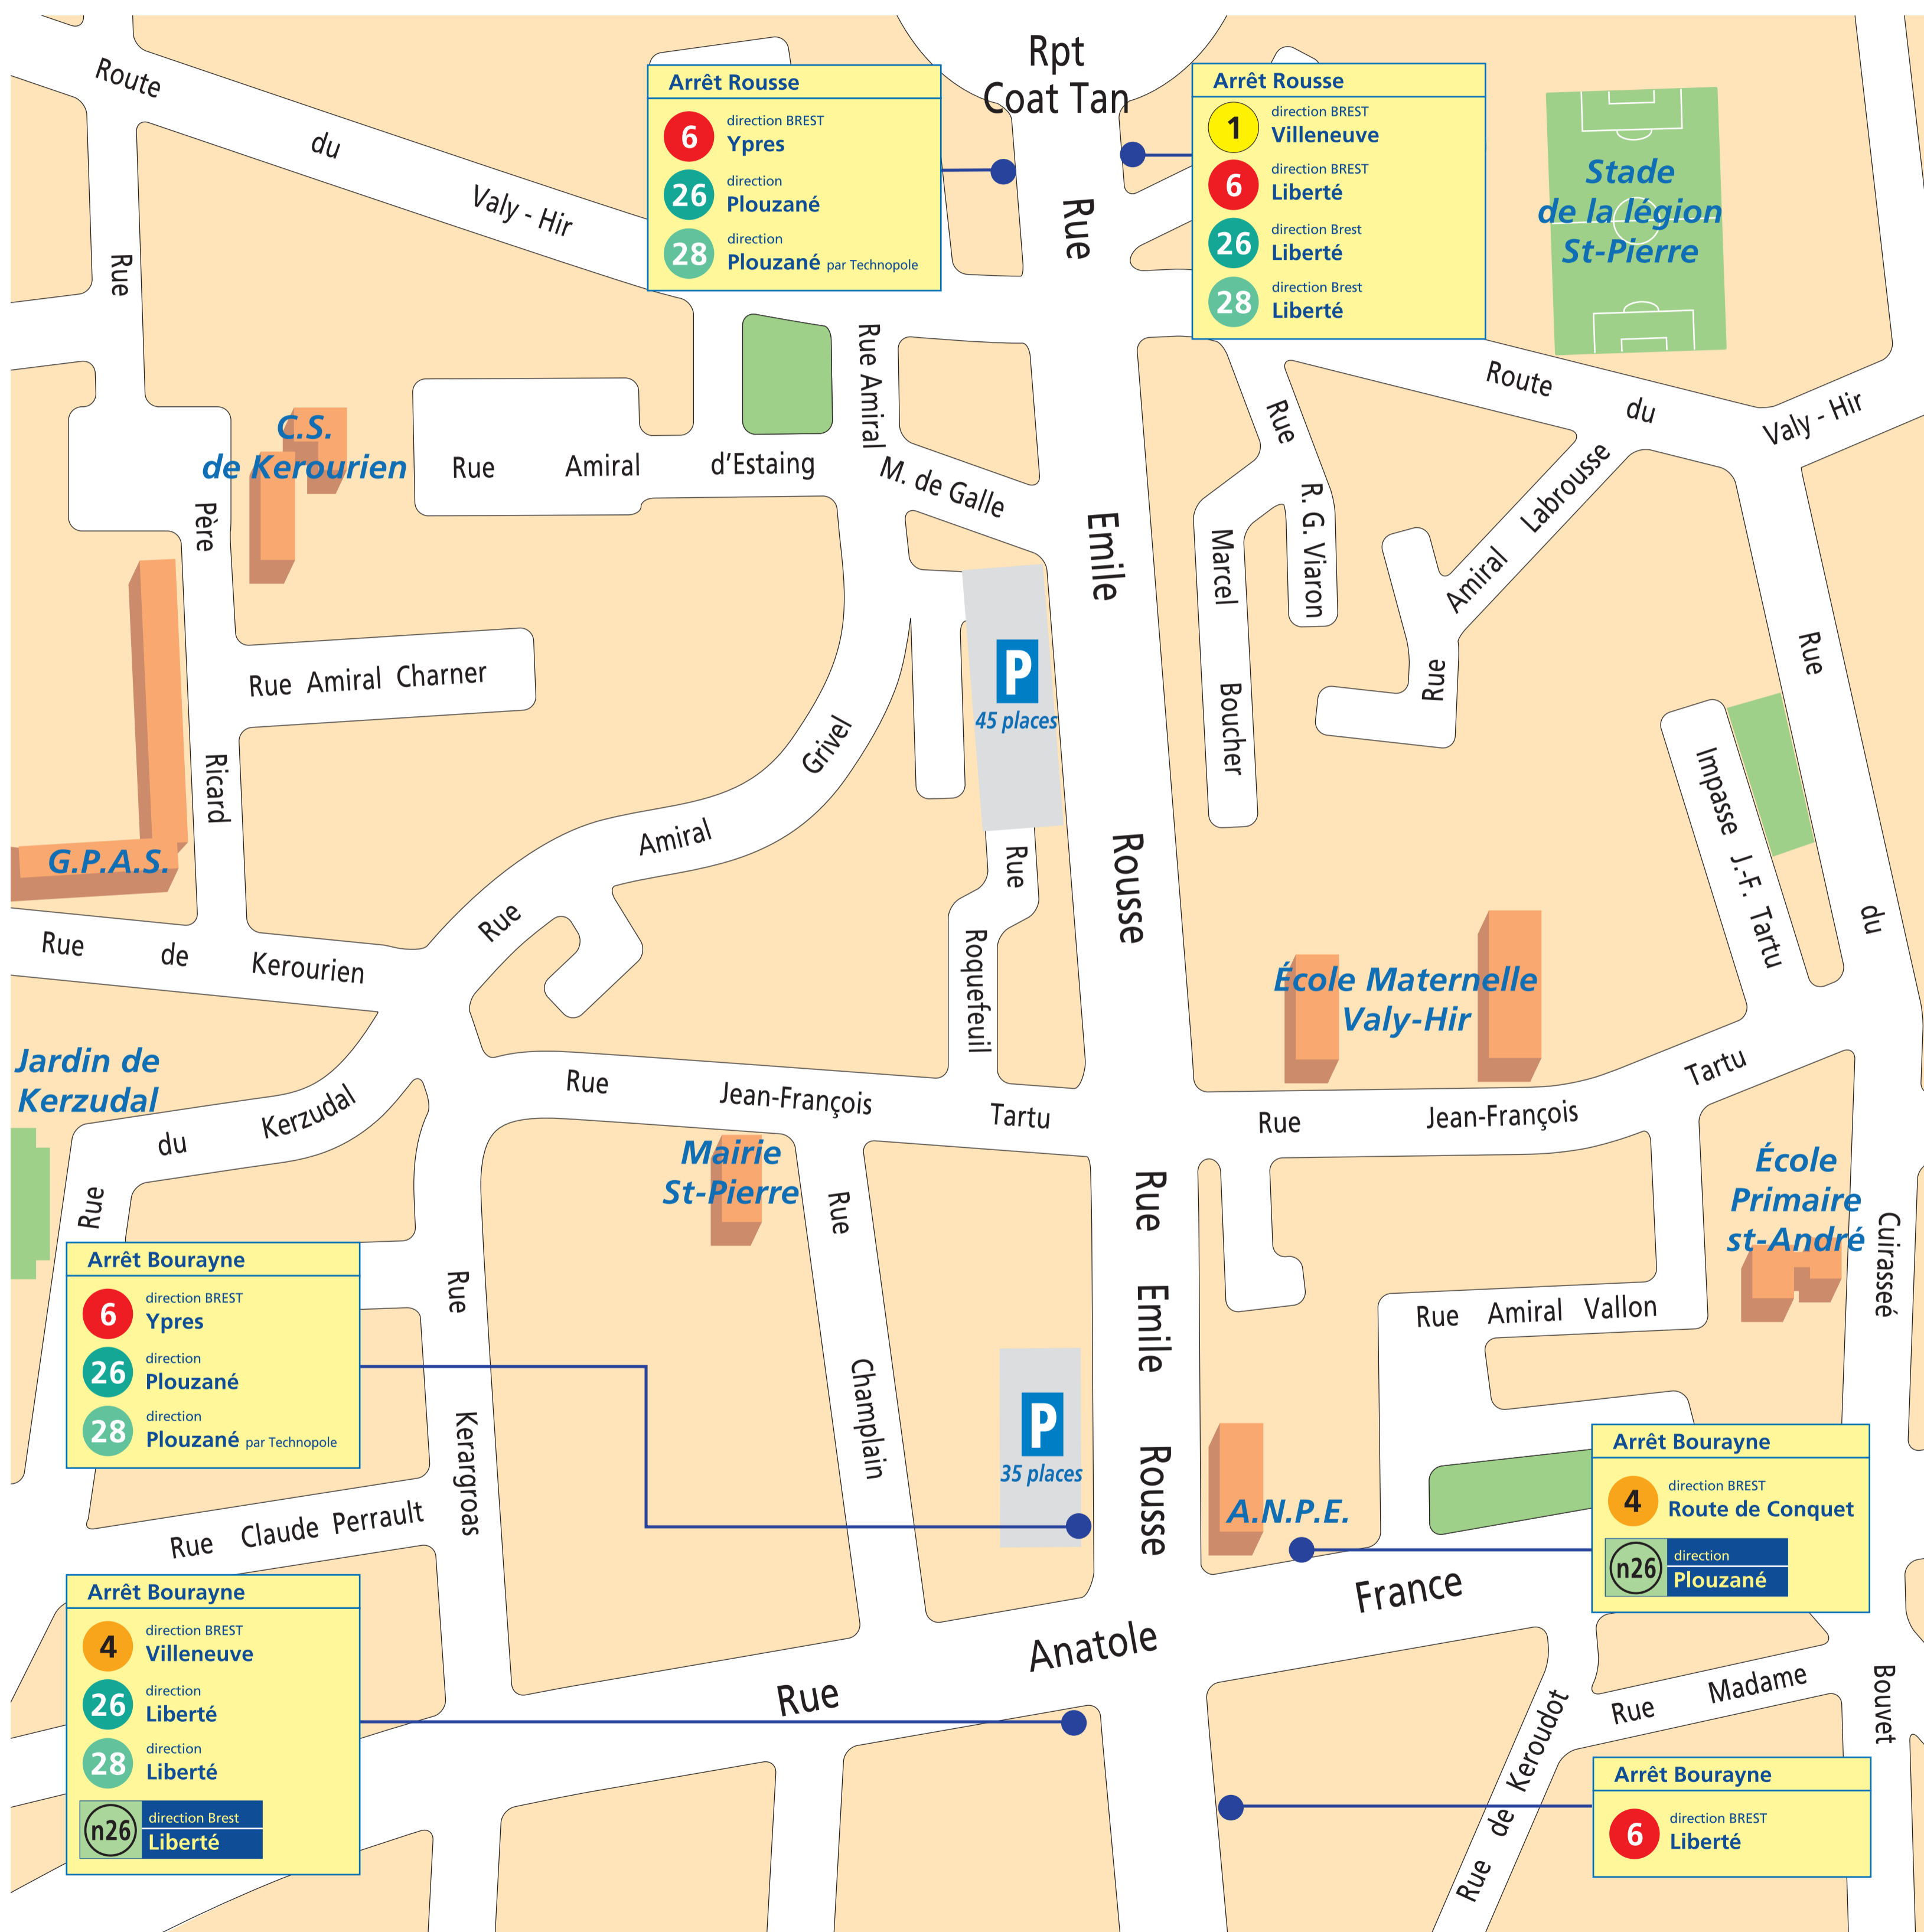 Rpt
Coat Tan
Route
du
Valy - Hir
Arrêt Rousse
6
direction BREST
Ypres
26
direction
Plouzané
28
direction
Plouzané par Technopole
Arrêt Rousse
1
direction BREST
Villeneuve
6
direction BREST
Liberté
26
direction Brest
Liberté
28
direction Brest
Liberté
Stade
de la légion
St-Pierre
Rue
Père
Ricard
Rue
Emile
Rousse
Rue Amiral
M. de Galle
Route
du
Valy - Hir
C.S.
de Kerourien
Rue Amiral d’Estaing
Rue
Marcel
Boucher
R. G. Viaron
Rne
Amiral
Labrousse
Rue
du
Cuirasseé
Bouvet
P
45 places
Rue Amiral Charner
Rue
Amiral
Grivel
Impasse J.-F. Tartu
G.P.A.S.
Rue
Roquefeuil
Rue de Kerourien
École Maternelle
Valy-Hir
Jardin de
Kerzudal
Rue
du
Kerzudal
Rue Jean-François Tartu
Rue Jean-François Tartu
Mairie
St-Pierre
Rue
Champlain
Rue
Emile
Rousse
École
Primaire
st-André
Rue
Kerargroas
Rue Amiral Vallon
Arrêt Bourayne
6
direction BREST
Ypres
26
direction
Plouzané
28
direction
Plouzané par Technopole
P
35 places
A.N.P.E.
Arrêt Bourayne
4
direction BREST
Route de Conquet
n26
direction
Plouzané
Rue Claude Perrault
Rue
Anatole
France
Arrêt Bourayne
4
direction BREST
Villeneuve
26
direction
Liberté
28
direction
Liberté
n26
direction Brest
Liberté
Rue de Keroudot
Rue Madame
Arrêt Bourayne
6
direction BREST
Liberté